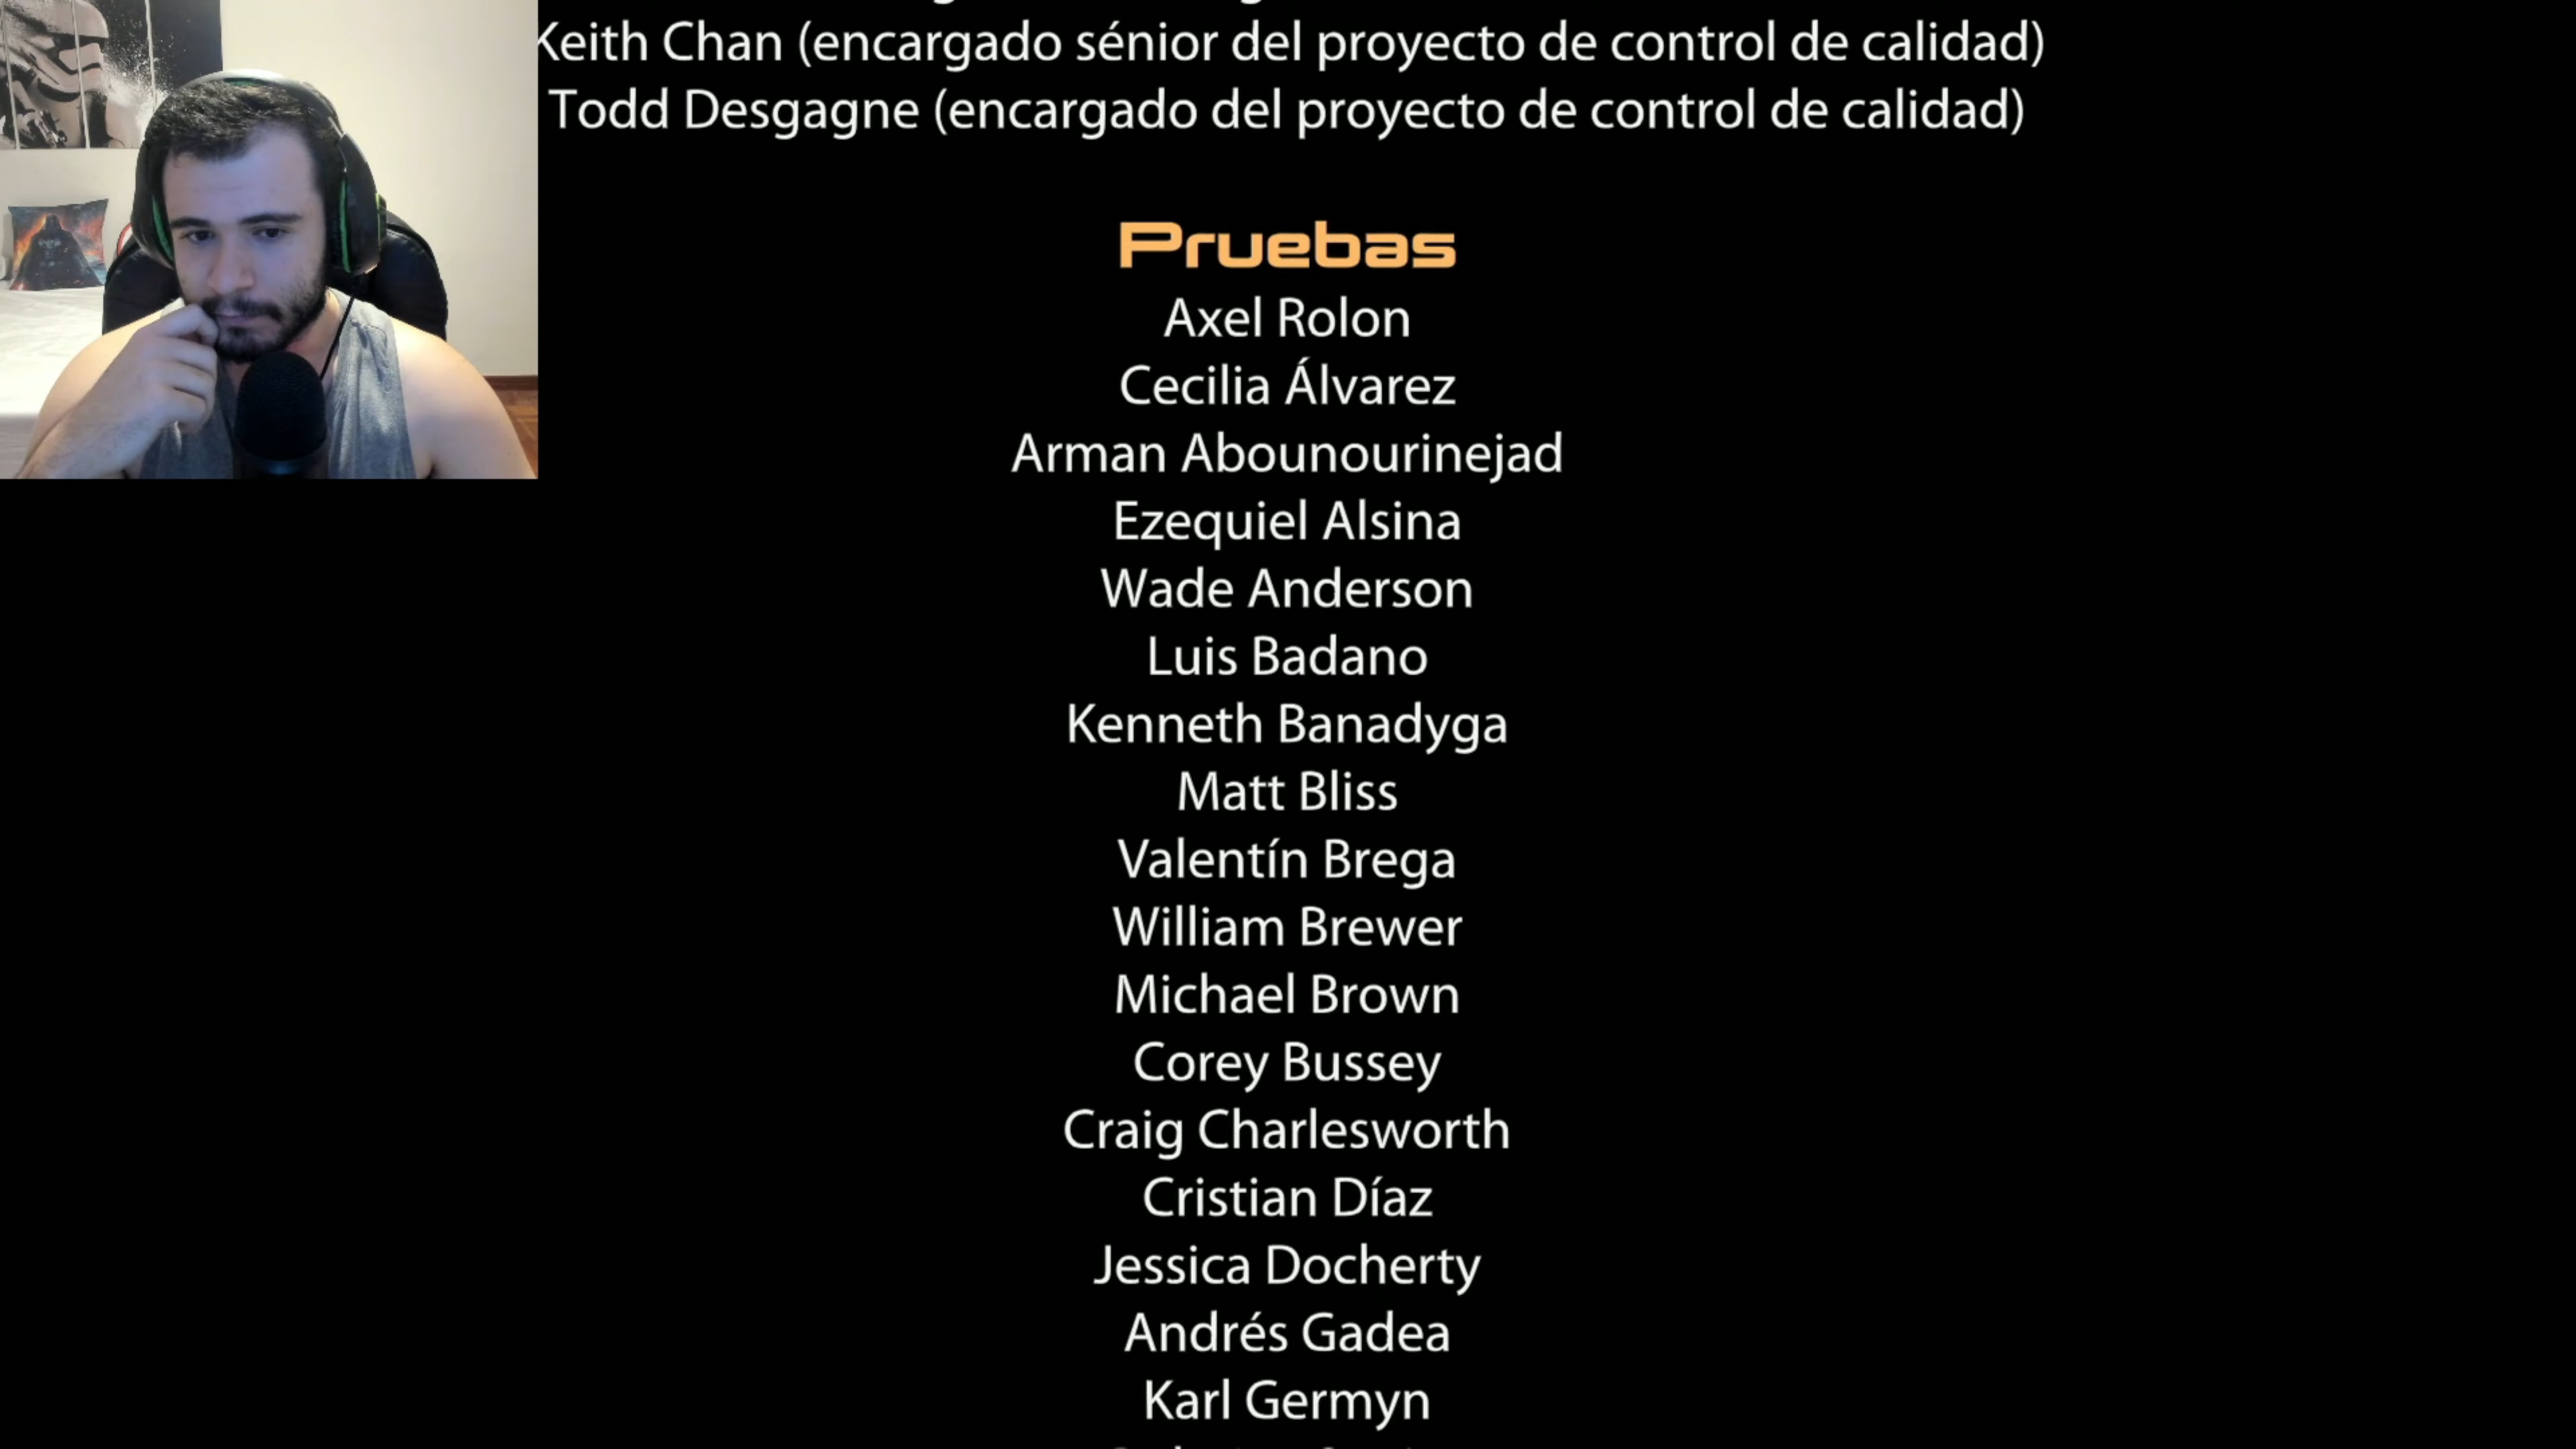 Keith Chan (encargado sénior del proyecto de control de calidad)
Todd Desgagne (encargado del proyecto de control de calidad)
Pruebas
Axel Rolon
Cecilia Álvarez
Arman Abounourinejad
Ezequiel Alsina
Wade Anderson
Luis Badano
Kenneth Banadyga
Matt Bliss
Valentín Brega
William Brewer
Michael Brown
Corey Bussey
Craig Charlesworth
Cristian Díaz
Jessica Docherty
Andrés Gadea
Karl Germyn